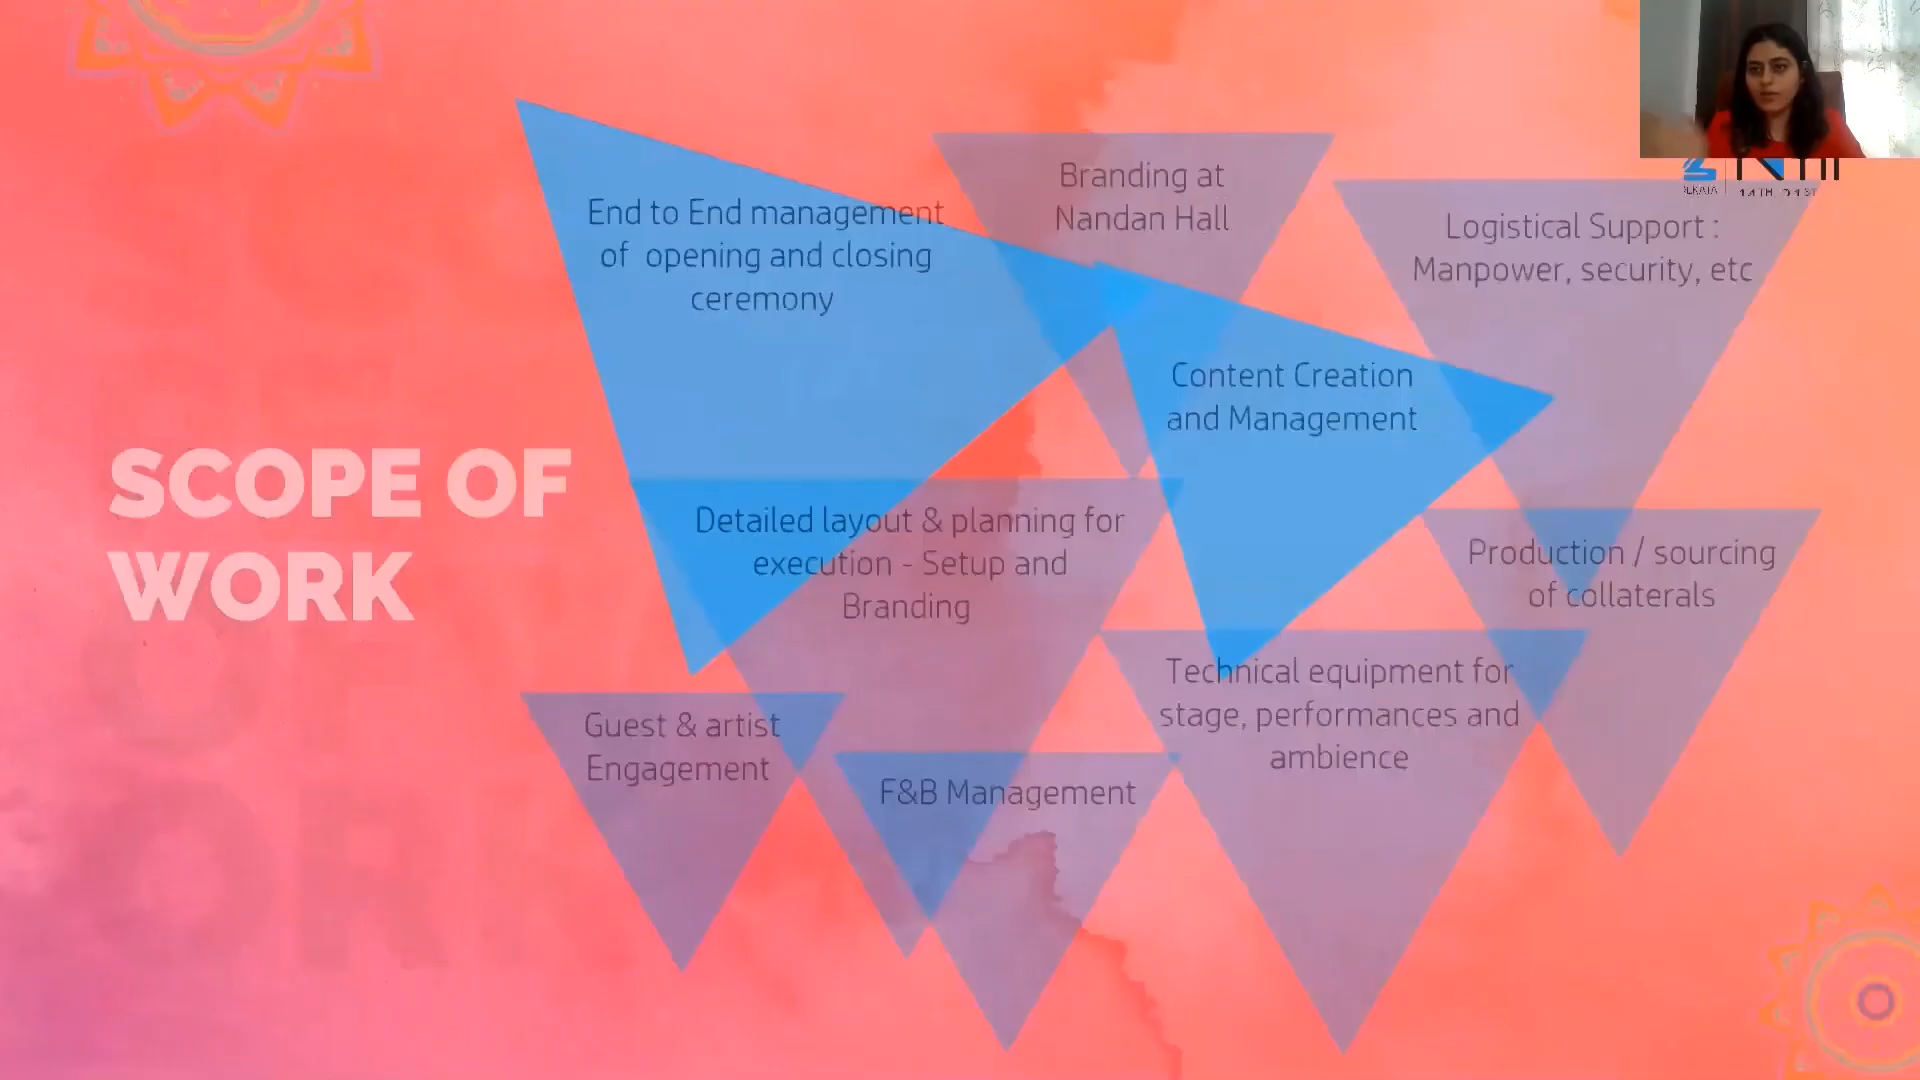 SCOPE OF
WORK
End to End management
of opening and closing
ceremony
Branding at
Nandan Hall
Logistical Support :
Manpower, security, etc
Content Creation
and Management
Detailed layout & planning for
execution - Setup and
Branding
Production / sourcing
of collaterals
Technical equipment for
stage, performances and
ambience
Guest & artist
Engagement
F&B Management